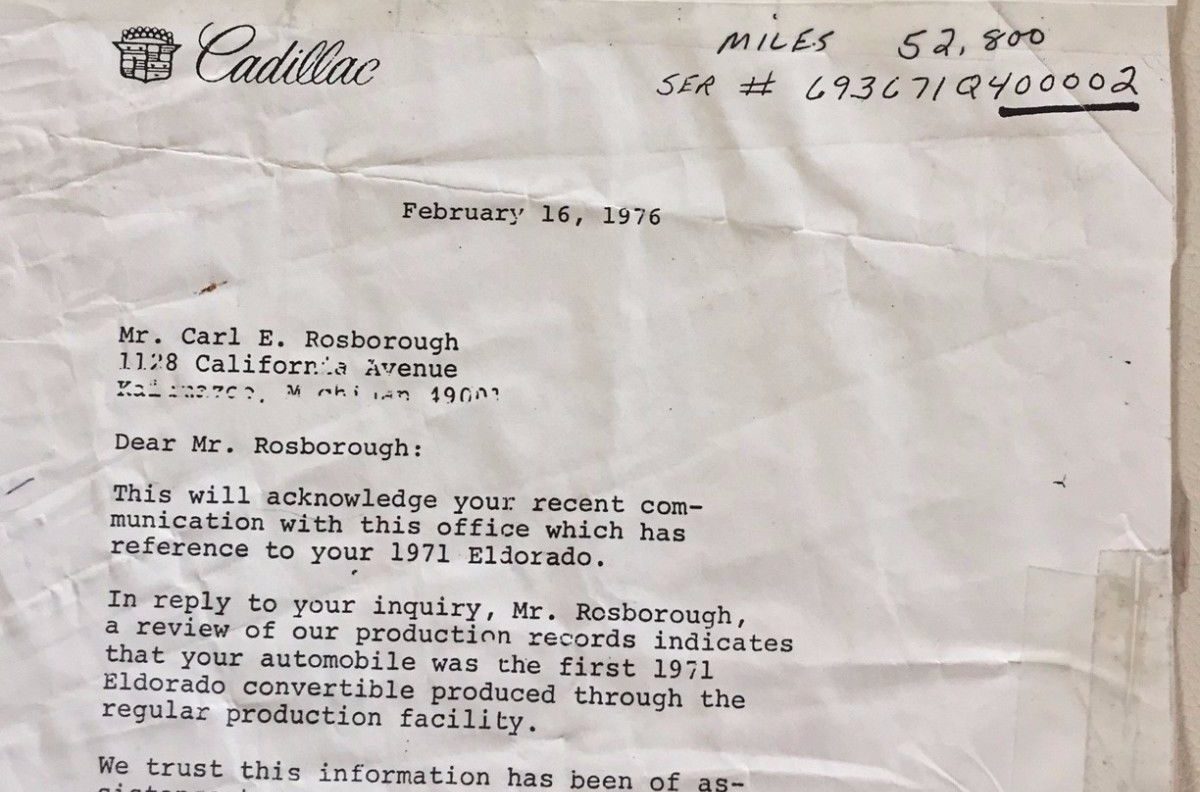 Cadillac
MILES 52,800
SER # 693671Q400002
February 16, 1976
Mr. Carl E. Rosborough
1128 California Avenue
Dear Mr. Rosborough:
This will acknowledge your recent com-
munication with this office which has
reference to your 1971 Eldorado.
In reply to your inquiry, Mr. Rosborough,
a review of our production records indicates
that your automobile was the first 1971
Eldorado convertible produced through the
regular production facility.
We trust this information has been of as-